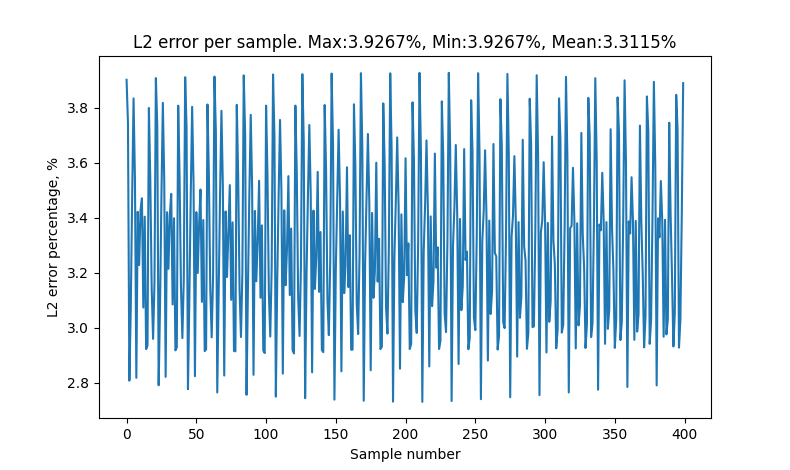 L2 error per sample. Max:3.9267%, Min:3.9267%, Mean:3.3115%
L2 error percentage, %
3.8
3.6
3.4
3.2
3.0
2.8
0 50 100 150 200 250 300 350 400
Sample number